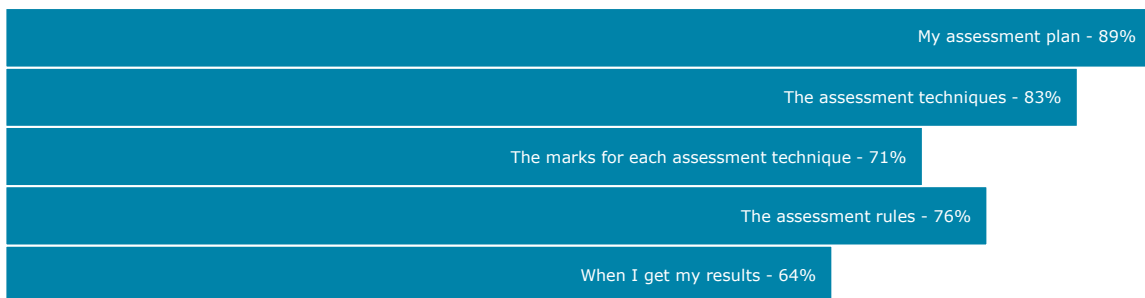 My assessment plan - 89%
The assessment techniques - 83%
The marks for each assessment technique - 71%
The assessment rules - 76%
When I get my results - 64%